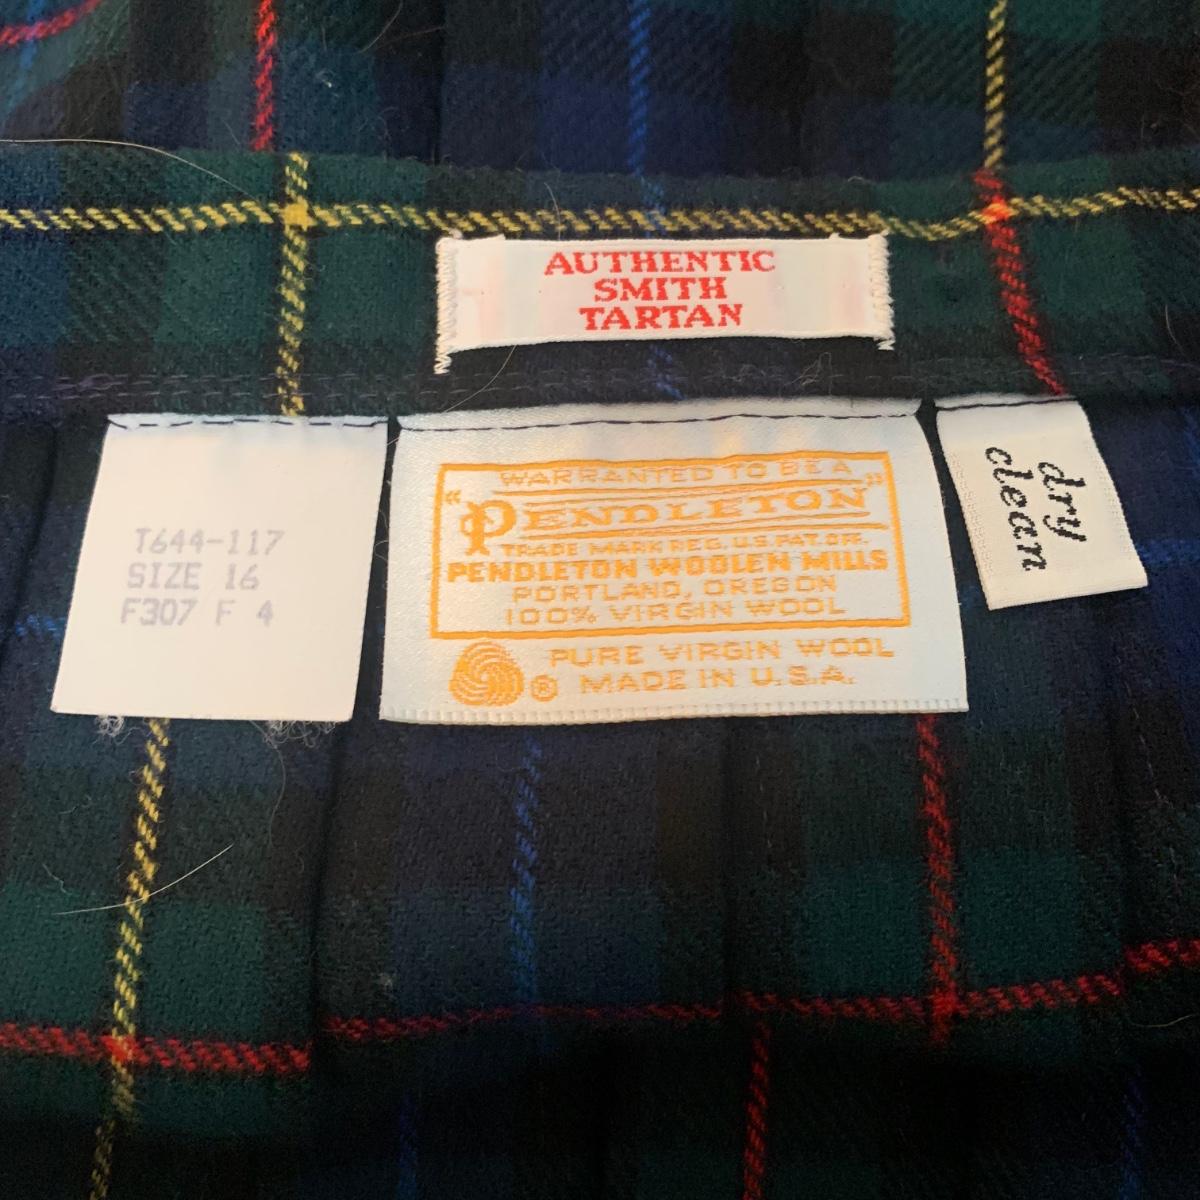 AUTHENTIC
SMITH
TARTAN
T644-117
SIZE 16
F307 F 4
WARRANTED TO BE A
"PENDLETON"
TRADE MARK REG. U.S. PAT. OFF.
PENDLETON WOOLEN MILLS
PORTLAND, OREGON
100% VIRGIN WOOL
PURE VIRGIN WOOL
® MADE IN U.S.A.
dry
clean